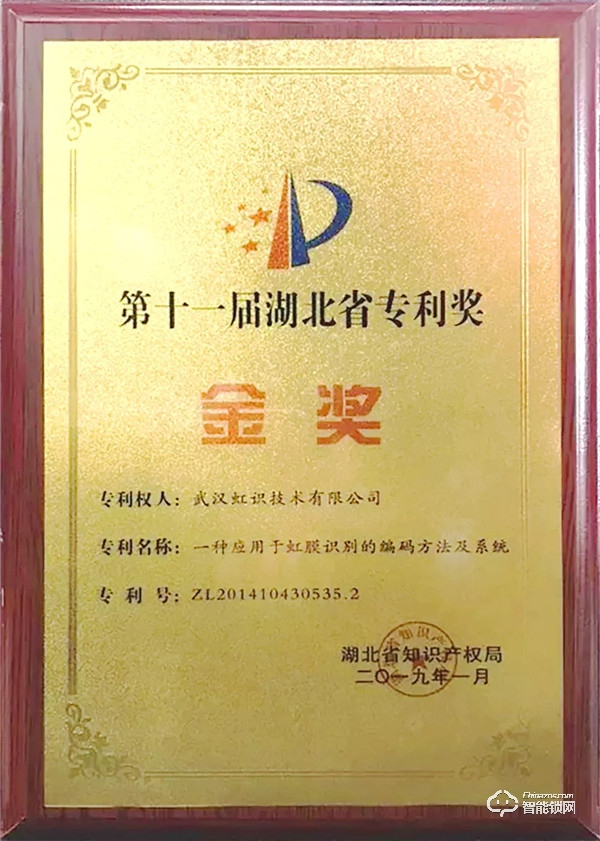 第十一届湖北省专利奖
金奖
专利权人：武汉虹识技术有限公司
专利名称：一种应用于虹膜识别的编码方法及系统
专利号：ZL201410430535.2
湖北省知识产权局
二〇一九年一月
Chinazns.com
智能锁网